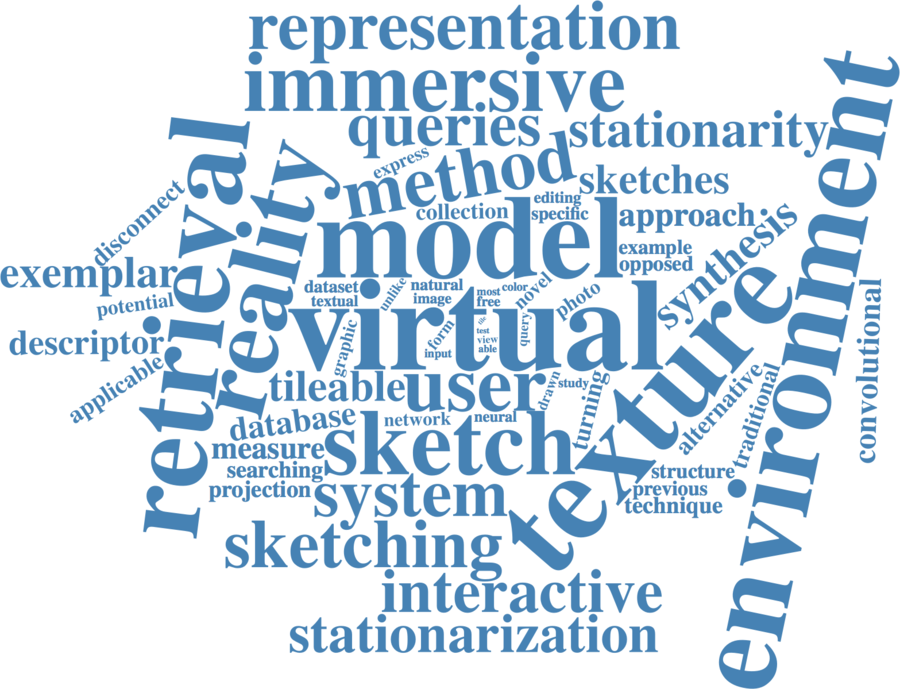 representation
immersive
queries
stationarity
environment
retrieval
reality
express
method
sketches
disconnect
collection
editing
specific
approach
synthesis
model
example
opposed
exemplar
potential
dataset
textual
unlike
natural
image
most
free
color
novel
photo
virtual
texture
descriptor
applicable
graphic
form
input
test
view
able
query
convolutional
tileable
user
drawn
study
turning
alternative
traditional
database
network
neural
measure
sketch
searching
projection
system
structure
previous
technique
sketching
interactive
stationarization